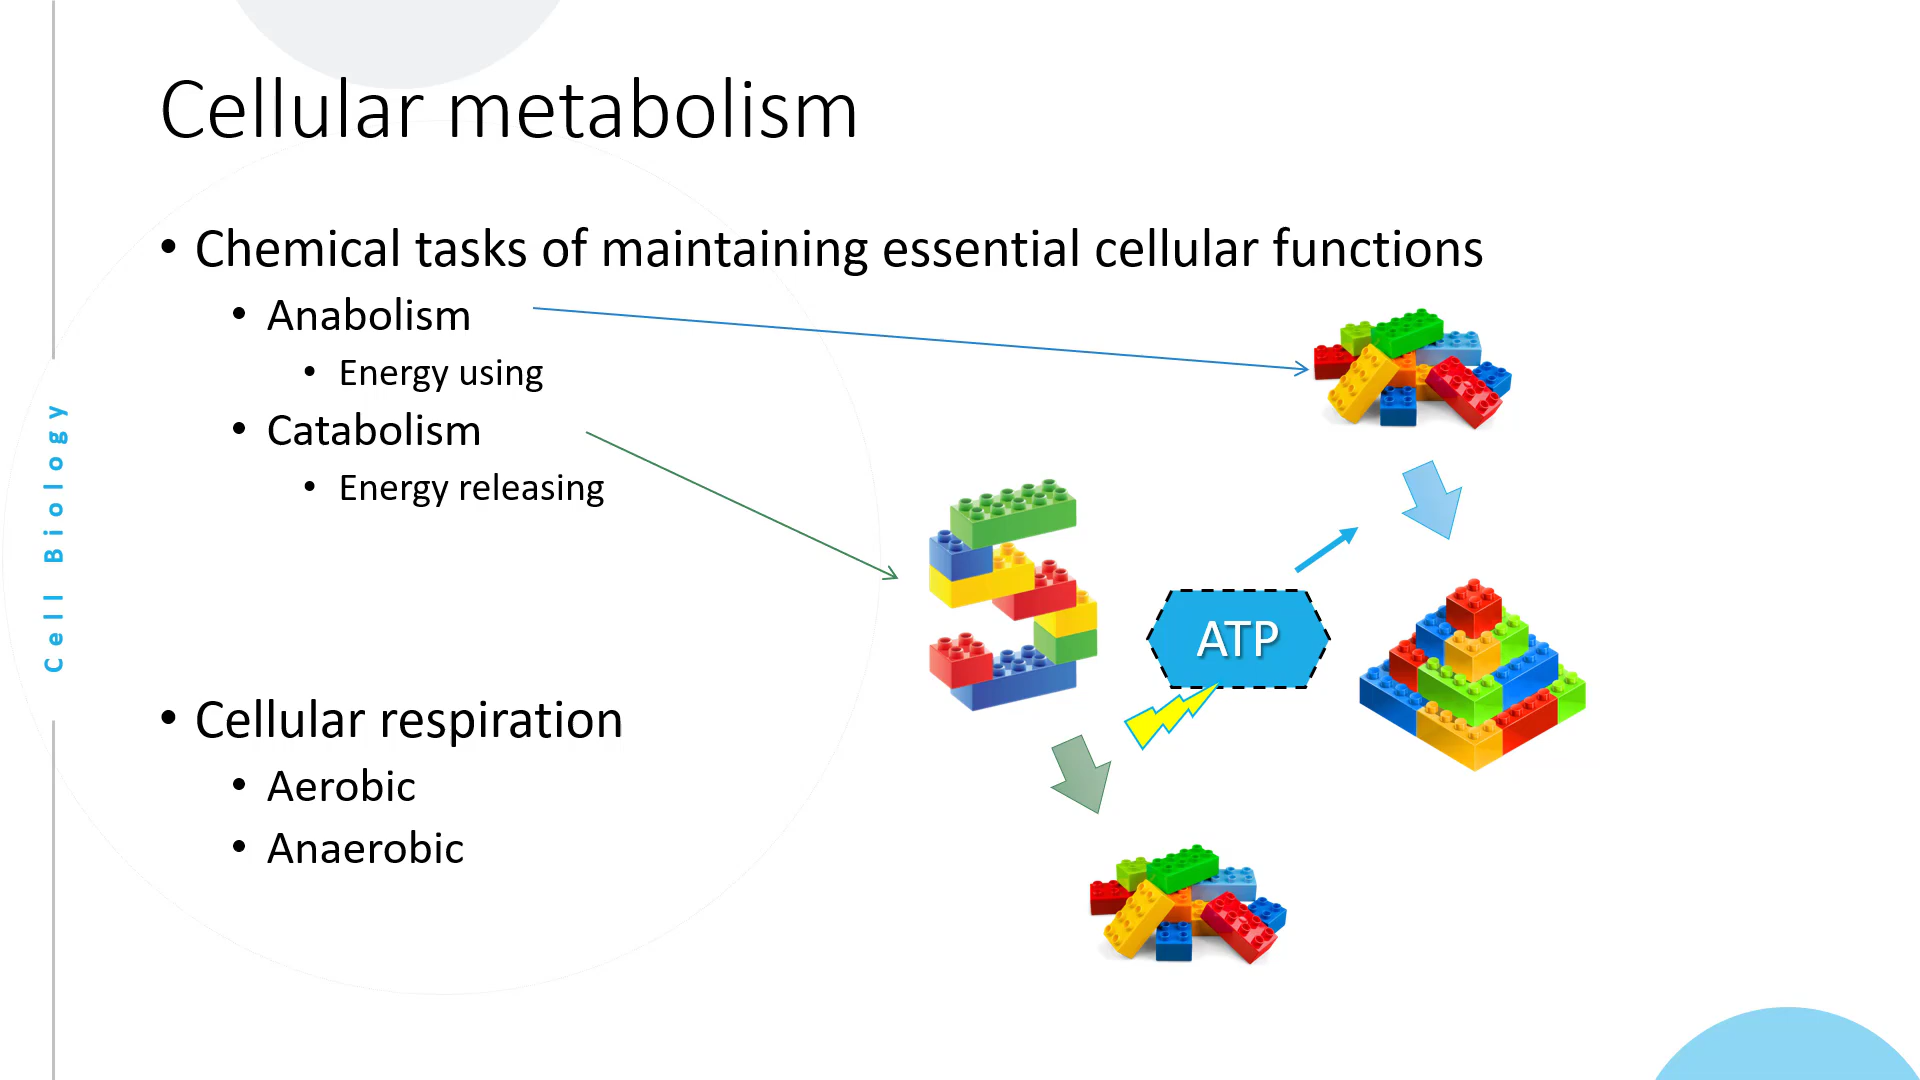 Cellular metabolism
• Chemical tasks of maintaining essential cellular functions
• Anabolism
• Energy using
• Catabolism
• Energy releasing
• Cellular respiration
• Aerobic
• Anaerobic
ATP
Cell Biology